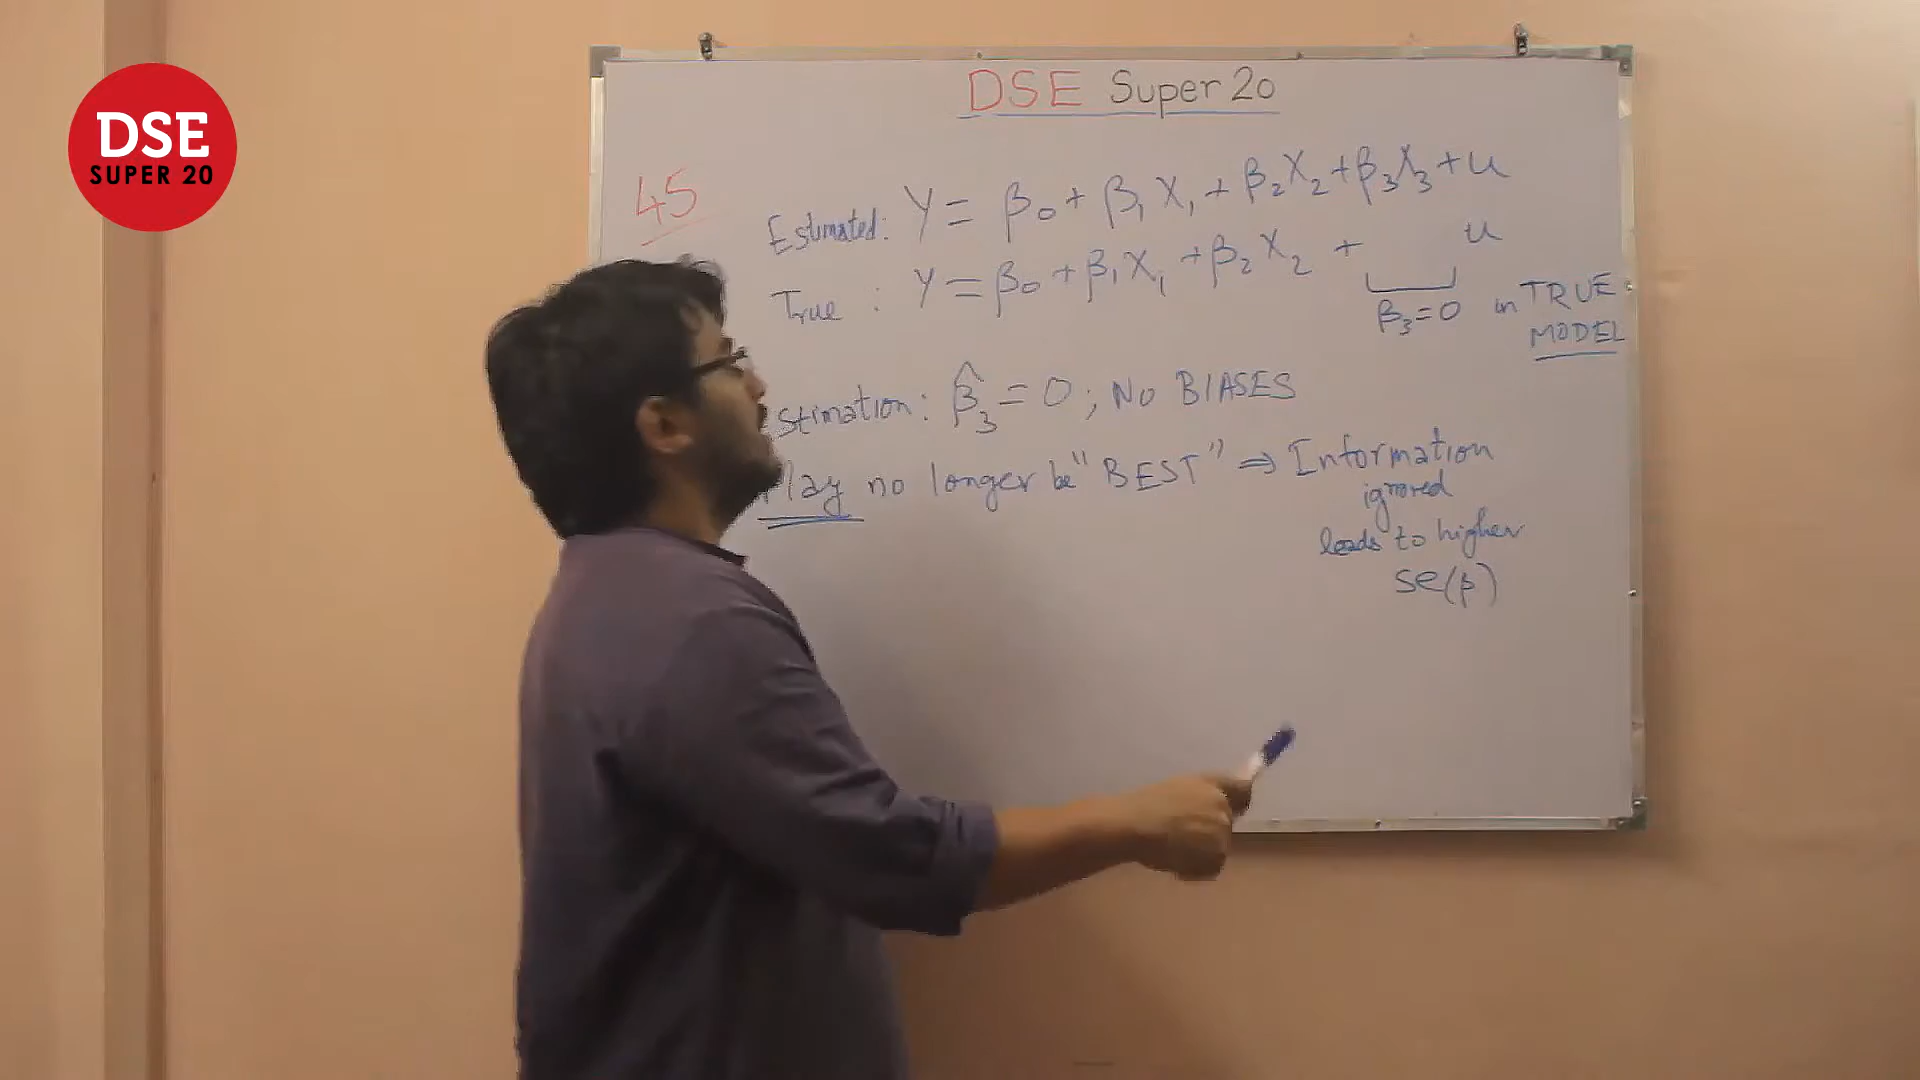 DSE
SUPER 20
DSE Super 20
45
Estimated: Y = β₀ + β₁X₁ + β₂X₂ + β₃X₃ + u
True : Y = β₀ + β₁X₁ + β₂X₂ + u
β₃=0 in TRUE MODEL
stimation: β̂₃ = 0 ; NO BIASES
May no longer be "BEST" ⇒ Information
ignored
leads to higher
se(β)